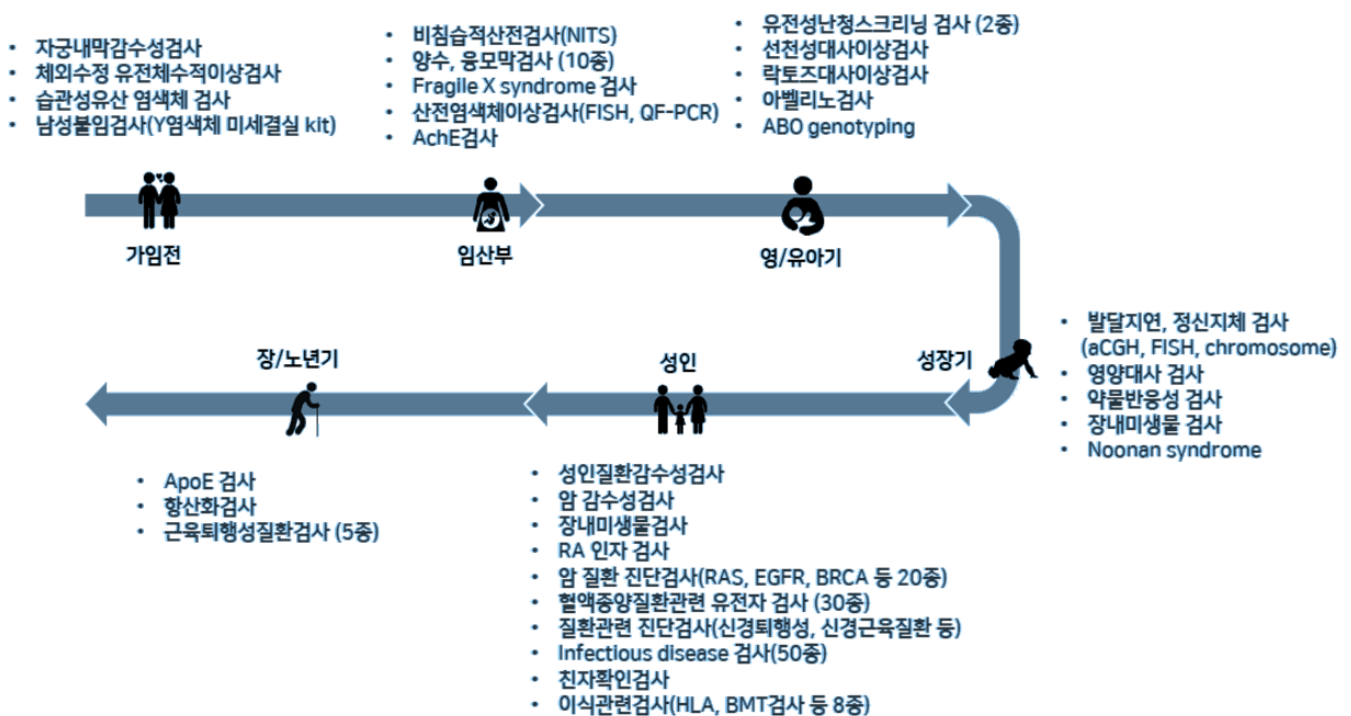 • 자궁내막감수성검사
• 체외수정 유전체수적이상검사
• 습관성유산 염색체 검사
• 남성불임검사(Y염색체 미세결실 kit)
• 비침습적산전검사(NITS)
• 양수, 융모막검사 (10종)
• Fragile X syndrome 검사
• 산전염색체이상검사(FISH, QF-PCR)
• AchE검사
• 유전성난청스크리닝 검사 (2종)
• 선천성대사이상검사
• 락토즈대사이상검사
• 아벨리노검사
• ABO genotyping
가임전
임산부
영/유아기
성장기
• 발달지연, 정신지체 검사
(aCGH, FISH, chromosome)
• 영양대사 검사
• 약물반응성 검사
• 장내미생물 검사
• Noonan syndrome
성인
• 성인질환감수성검사
• 암 감수성검사
• 장내미생물검사
• RA 인자 검사
• 암 질환 진단검사(RAS, EGFR, BRCA 등 20종)
• 혈액종양질환관련 유전자 검사 (30종)
• 질환관련 진단검사(신경퇴행성, 신경근육질환 등)
• Infectious disease 검사(50종)
• 친자확인검사
• 이식관련검사(HLA, BMT검사 등 8종)
장/노년기
• ApoE 검사
• 항산화검사
• 근육퇴행성질환검사 (5종)